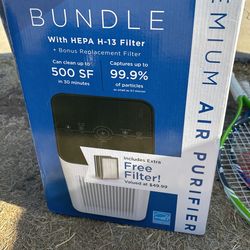 BUNDLE
With HEPA H-13 Filter
+ Bonus Replacement Filter
Can clean up to
500 SF
in 30 minutes
Captures up to
99.9%
of particles
Includes Extra
Free
Filter!
Valued at $49.99
PREMIUM AIR PURIFIER